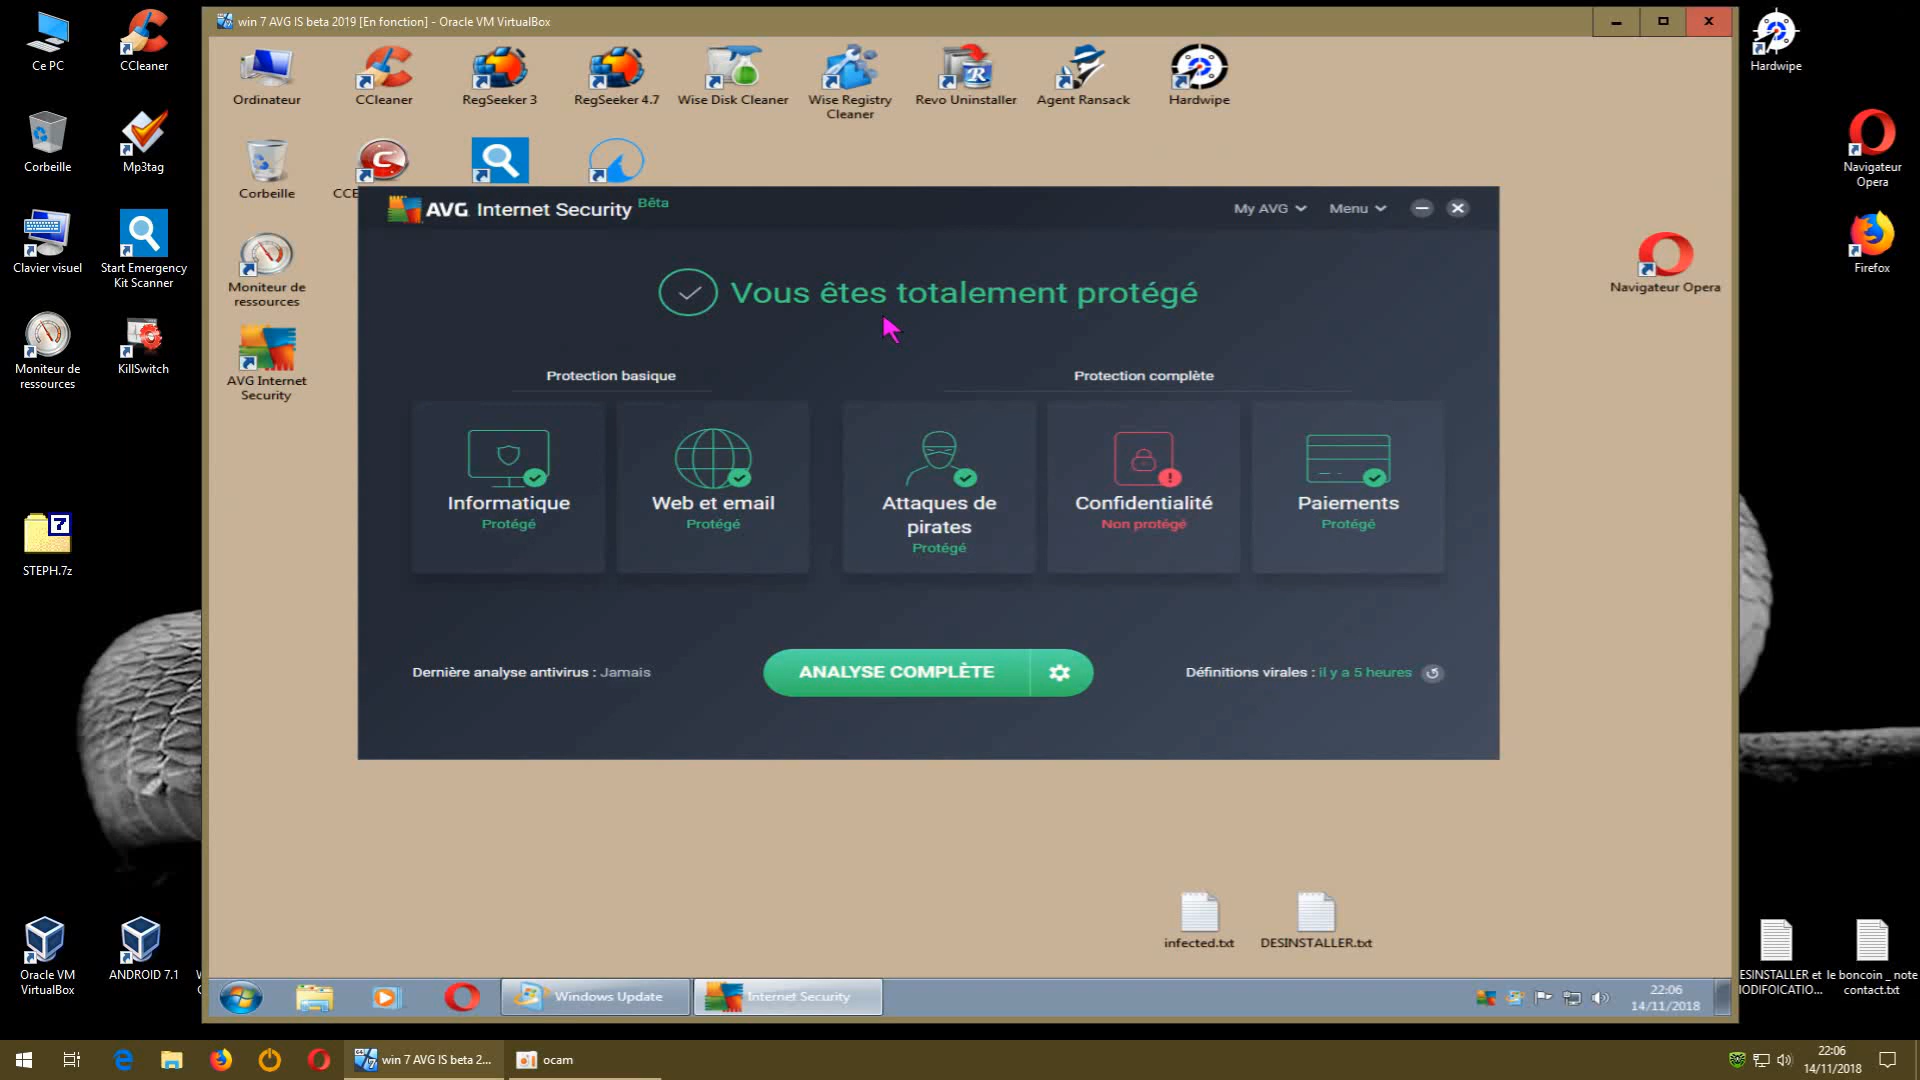 win 7 AVG IS beta 2019 [En fonction] - Oracle VM VirtualBox
Ce PC
CCleaner
Corbeille
Mp3tag
Clavier visuel
Start Emergency
Kit Scanner
Moniteur de
ressources
KillSwitch
STEPH.7z
Oracle VM
VirtualBox
ANDROID 7.1
Ordinateur
CCleaner
RegSeeker 3
RegSeeker 4.7
Wise Disk Cleaner
Wise Registry
Cleaner
Revo Uninstaller
Agent Ransack
Hardwipe
Corbeille
CCE
Moniteur de
ressources
AVG Internet
Security
AVG Internet Security Bêta
My AVG
Menu
Vous êtes totalement protégé
Protection basique
Protection complète
Informatique
Protégé
Web et email
Protégé
Attaques de
pirates
Protégé
Confidentialité
Non protégé
Paiements
Protégé
Dernière analyse antivirus : Jamais
ANALYSE COMPLÈTE
Définitions virales : il y a 5 heures
Navigateur Opera
infected.txt
DESINSTALLER.txt
Windows Update
Internet Security
22:06
14/11/2018
Hardwipe
Navigateur
Opera
Firefox
ESINSTALLER et
IODIFOICATIO...
le boncoin _ note
contact.txt
win 7 AVG IS beta 2...
ocam
22:06
14/11/2018